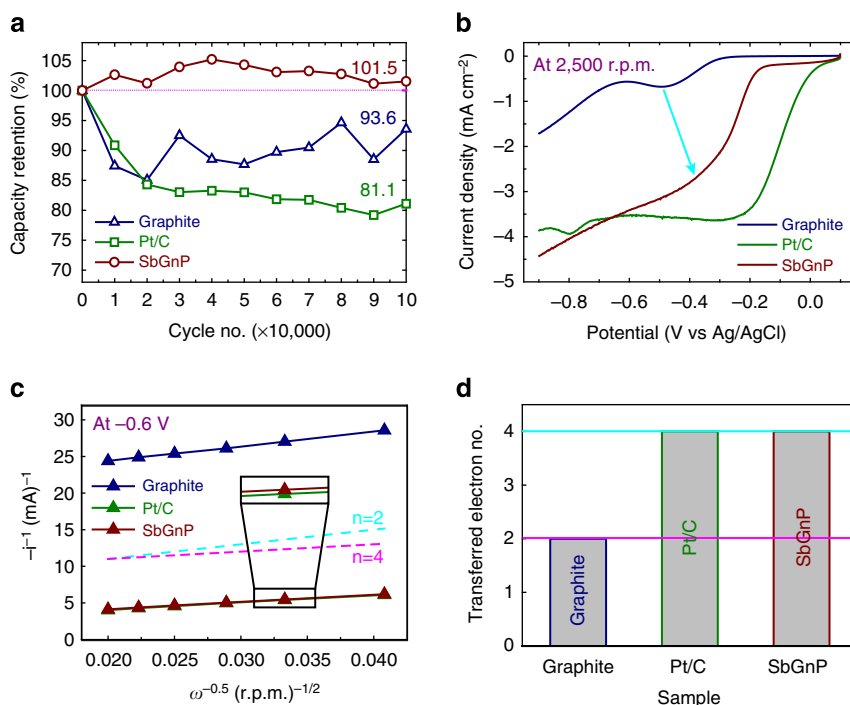 a
Capacity retention (%)
105
100
95
90
85
80
75
70
101.5
93.6
81.1
Graphite
Pt/C
SbGnP
0 1 2 3 4 5 6 7 8 9 10
Cycle no. (×10,000)
b
Current density (mA cm–2)
0
–1
–2
–3
–4
–5
At 2,500 r.p.m.
Graphite
Pt/C
SbGnP
–0.8 –0.6 –0.4 –0.2 0.0
Potential (V vs Ag/AgCl)
c
–i–1 (mA)–1
30
25
20
15
10
5
0
At –0.6 V
Graphite
Pt/C
SbGnP
n=2
n=4
0.020 0.025 0.030 0.035 0.040
ω–0.5 (r.p.m.)–1/2
d
Transferred electron no.
4
3
2
1
0
Graphite
Pt/C
SbGnP
Graphite Pt/C SbGnP
Sample